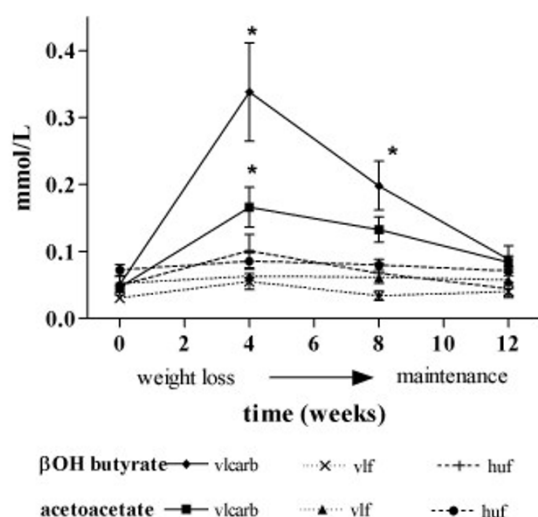 0.4
0.3
0.2
0.1
0.0
mmol/L
*
*
*
0 2 4 6 8 10 12
weight loss maintenance
time (weeks)
βOH butyrate vlcarb vlf huf
acetoacetate vlcarb vlf huf